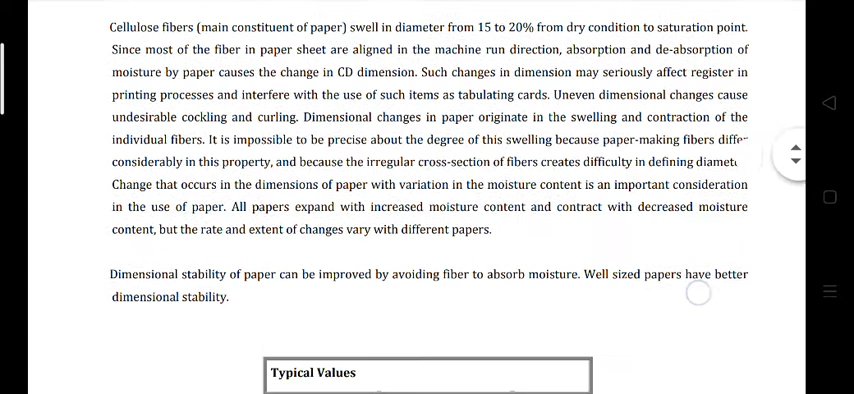 Cellulose fibers (main constituent of paper) swell in diameter from 15 to 20% from dry condition to saturation point.
Since most of the fiber in paper sheet are aligned in the machine run direction, absorption and de-absorption of
moisture by paper causes the change in CD dimension. Such changes in dimension may seriously affect register in
printing processes and interfere with the use of such items as tabulating cards. Uneven dimensional changes cause
undesirable cockling and curling. Dimensional changes in paper originate in the swelling and contraction of the
individual fibers. It is impossible to be precise about the degree of this swelling because paper-making fibers
considerably in this property, and because the irregular cross-section of fibers creates difficulty in defining
Change that occurs in the dimensions of paper with variation in the moisture content is an important consideration
in the use of paper. All papers expand with increased moisture content and contract with decreased moisture
content, but the rate and extent of changes vary with different papers.
Dimensional stability of paper can be improved by avoiding fiber to absorb moisture. Well sized papers have better
dimensional stability.
Typical Values